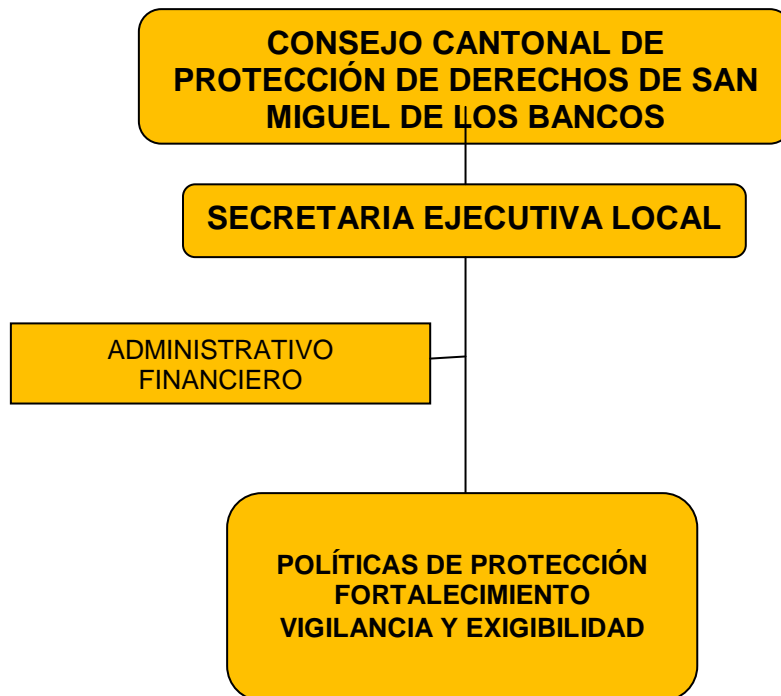 CONSEJO CANTONAL DE
PROTECCIÓN DE DERECHOS DE SAN
MIGUEL DE LOS BANCOS
SECRETARIA EJECUTIVA LOCAL
ADMINISTRATIVO
FINANCIERO
POLÍTICAS DE PROTECCIÓN
FORTALECIMIENTO
VIGILANCIA Y EXIGIBILIDAD